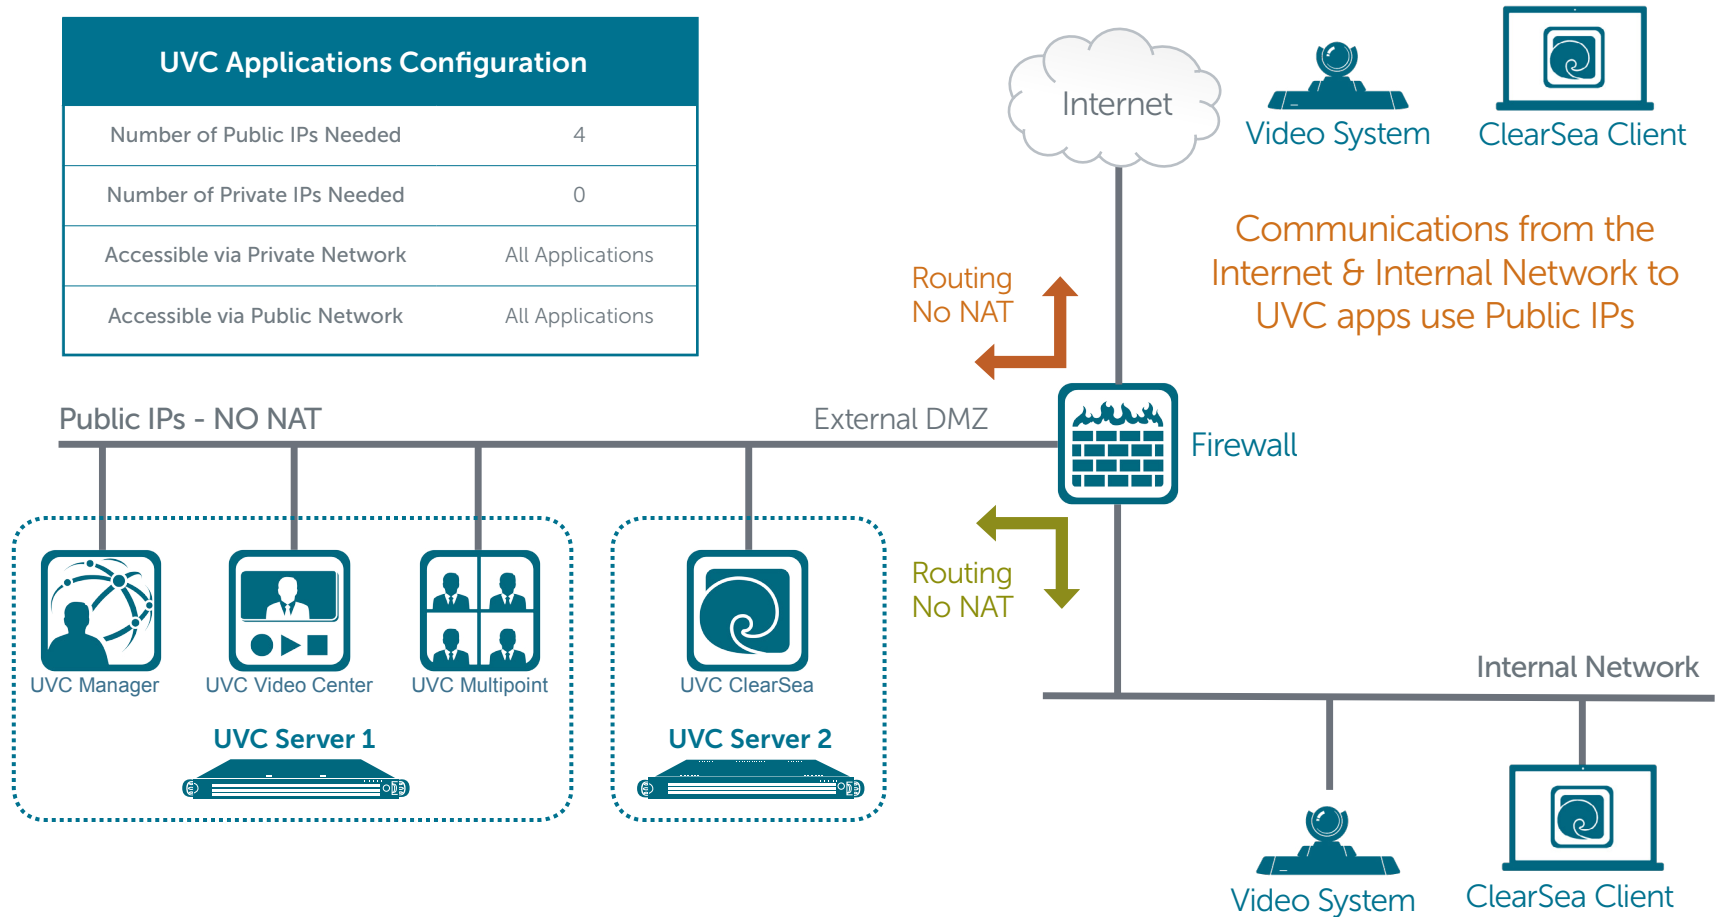 UVC Applications Configuration
Number of Public IPs Needed 4
Number of Private IPs Needed 0
Accessible via Private Network All Applications
Accessible via Public Network All Applications
Internet
Video System
ClearSea Client
Communications from the
Internet & Internal Network to
UVC apps use Public IPs
Routing
No NAT
Public IPs - NO NAT
External DMZ
Firewall
Routing
No NAT
UVC Manager
UVC Video Center
UVC Multipoint
UVC ClearSea
UVC Server 1
UVC Server 2
Internal Network
Video System
ClearSea Client